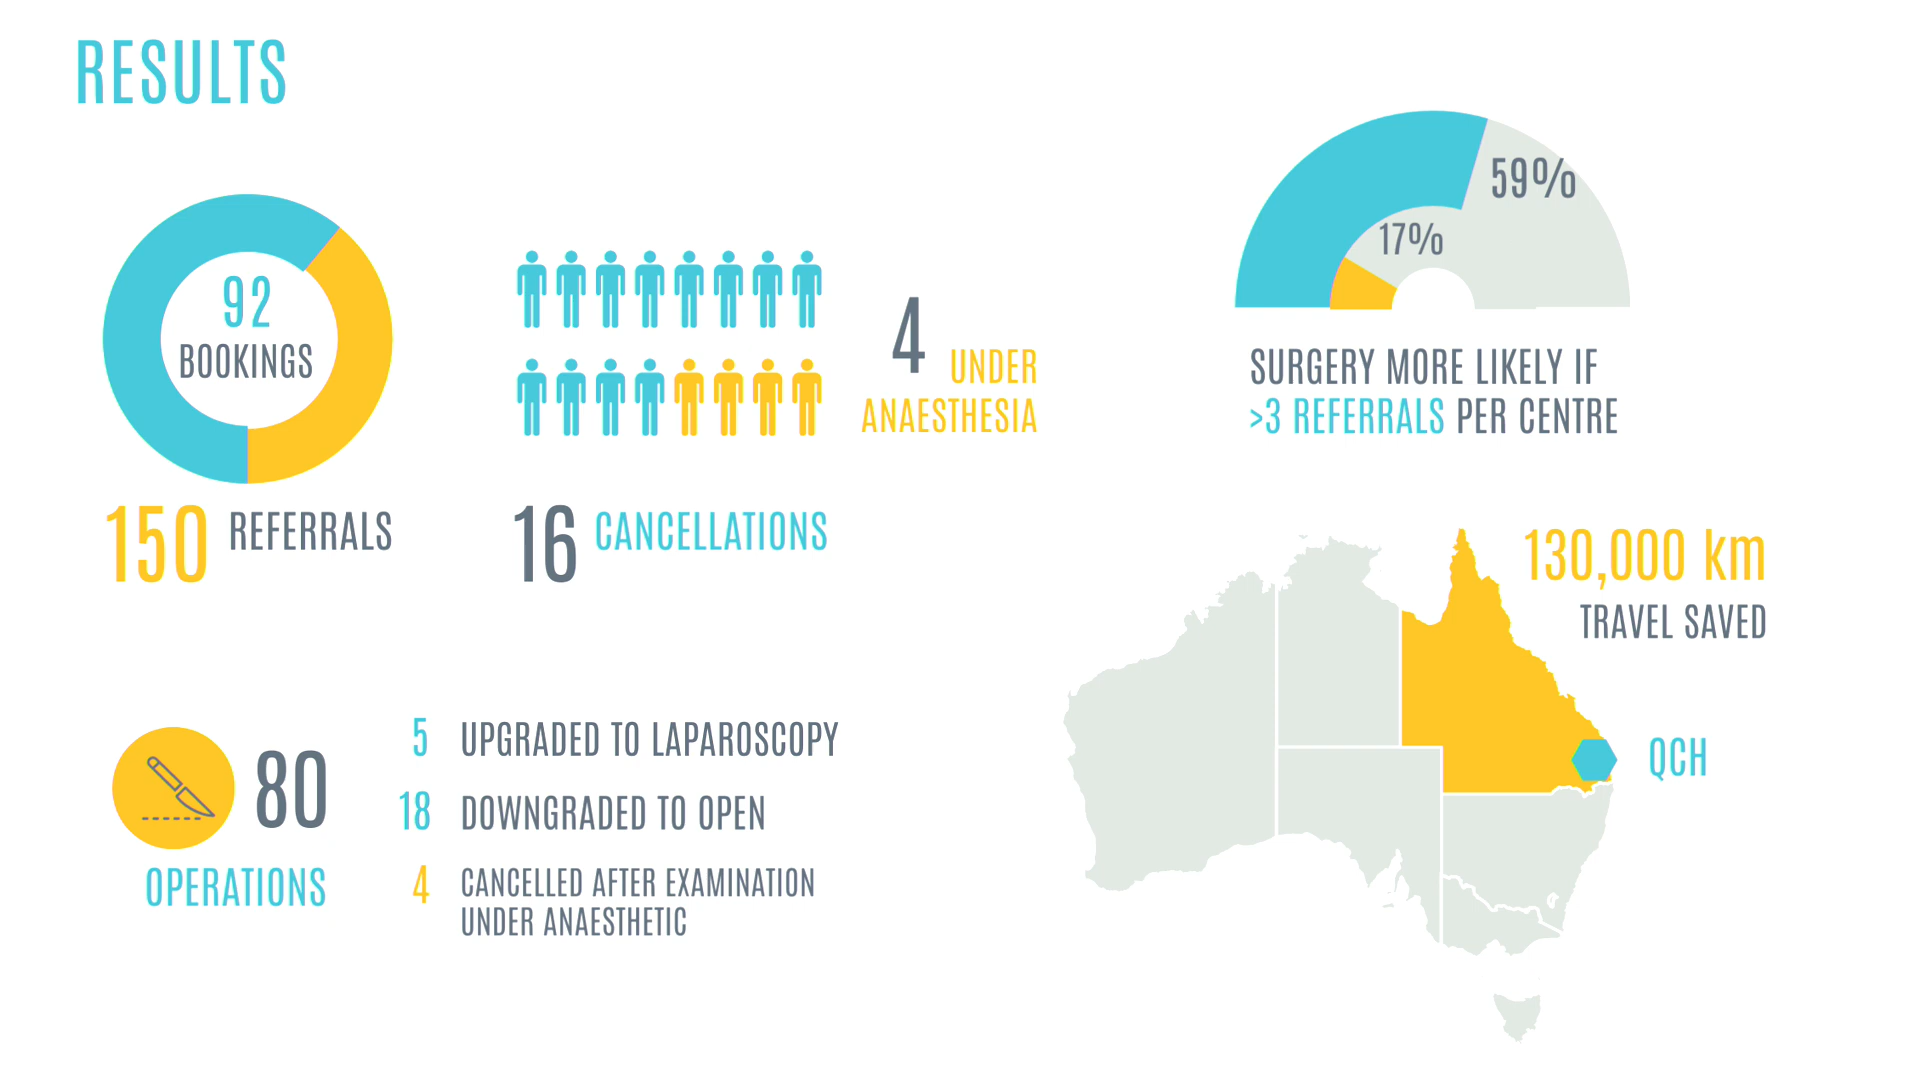 RESULTS
92
BOOKINGS
150 REFERRALS
4 UNDER
ANAESTHESIA
16 CANCELLATIONS
59%
17%
SURGERY MORE LIKELY IF
>3 REFERRALS PER CENTRE
130,000 km
TRAVEL SAVED
QCH
80
OPERATIONS
5 UPGRADED TO LAPAROSCOPY
18 DOWNGRADED TO OPEN
4 CANCELLED AFTER EXAMINATION
UNDER ANAESTHETIC